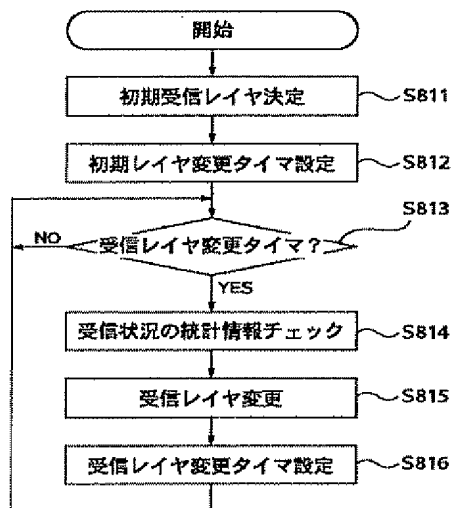 開始
初期受信レイヤ決定 S811
初期レイヤ変更タイマ設定 S812
S813
NO 受信レイヤ変更タイマ?
YES
受信状況の統計情報チェック S814
受信レイヤ変更 S815
受信レイヤ変更タイマ設定 S816